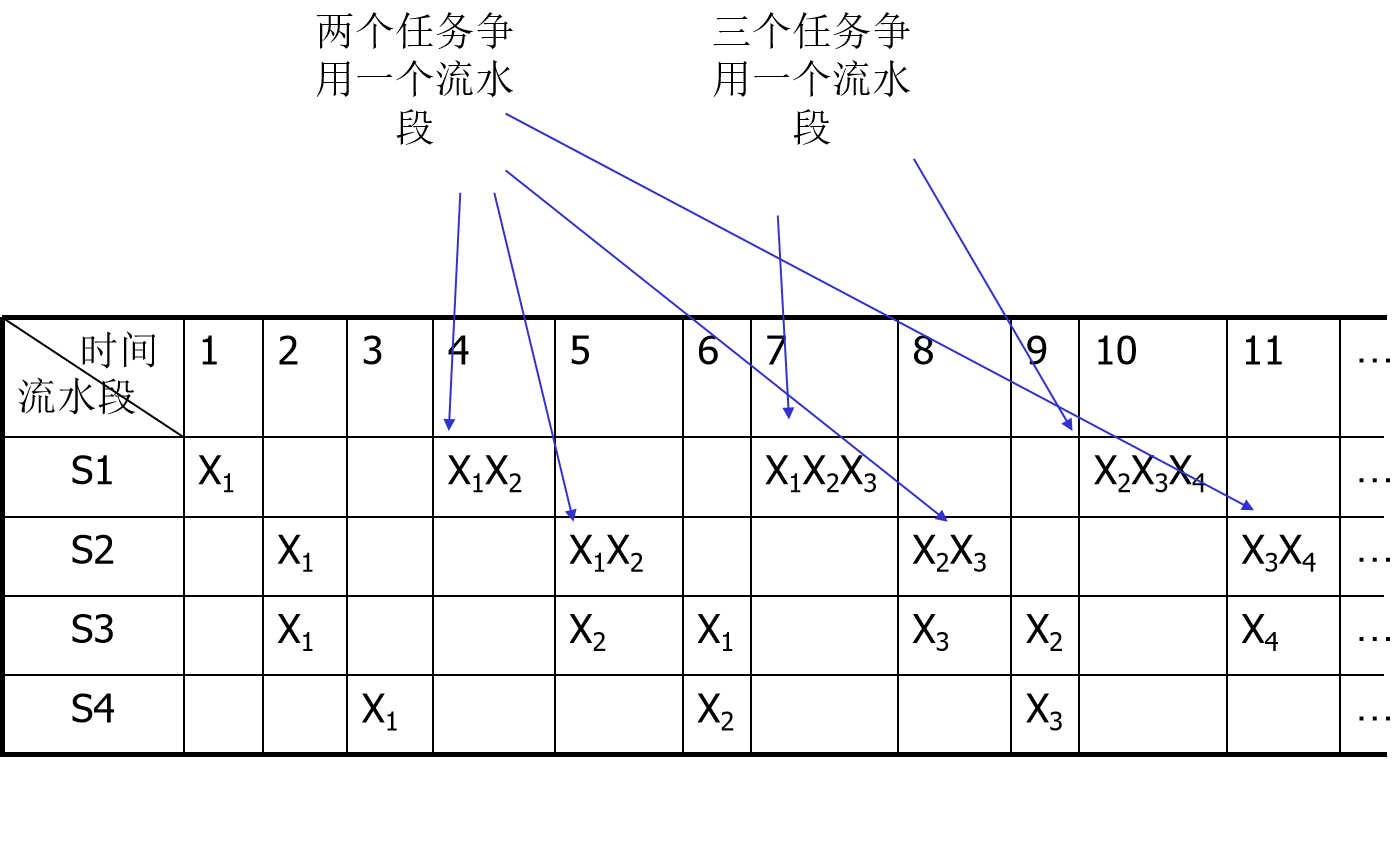 两个任务争
用一个流水
段
三个任务争
用一个流水
段
时间 1 2 3 4 5 6 7 8 9 10 11 …
流水段
S1 X₁ X₁X₂ X₁X₂X₃ X₂X₃X₄ …
S2 X₁ X₁X₂ X₂X₃ X₃X₄ …
S3 X₁ X₂ X₁ X₃ X₂ X₄ …
S4 X₁ X₂ X₃ …